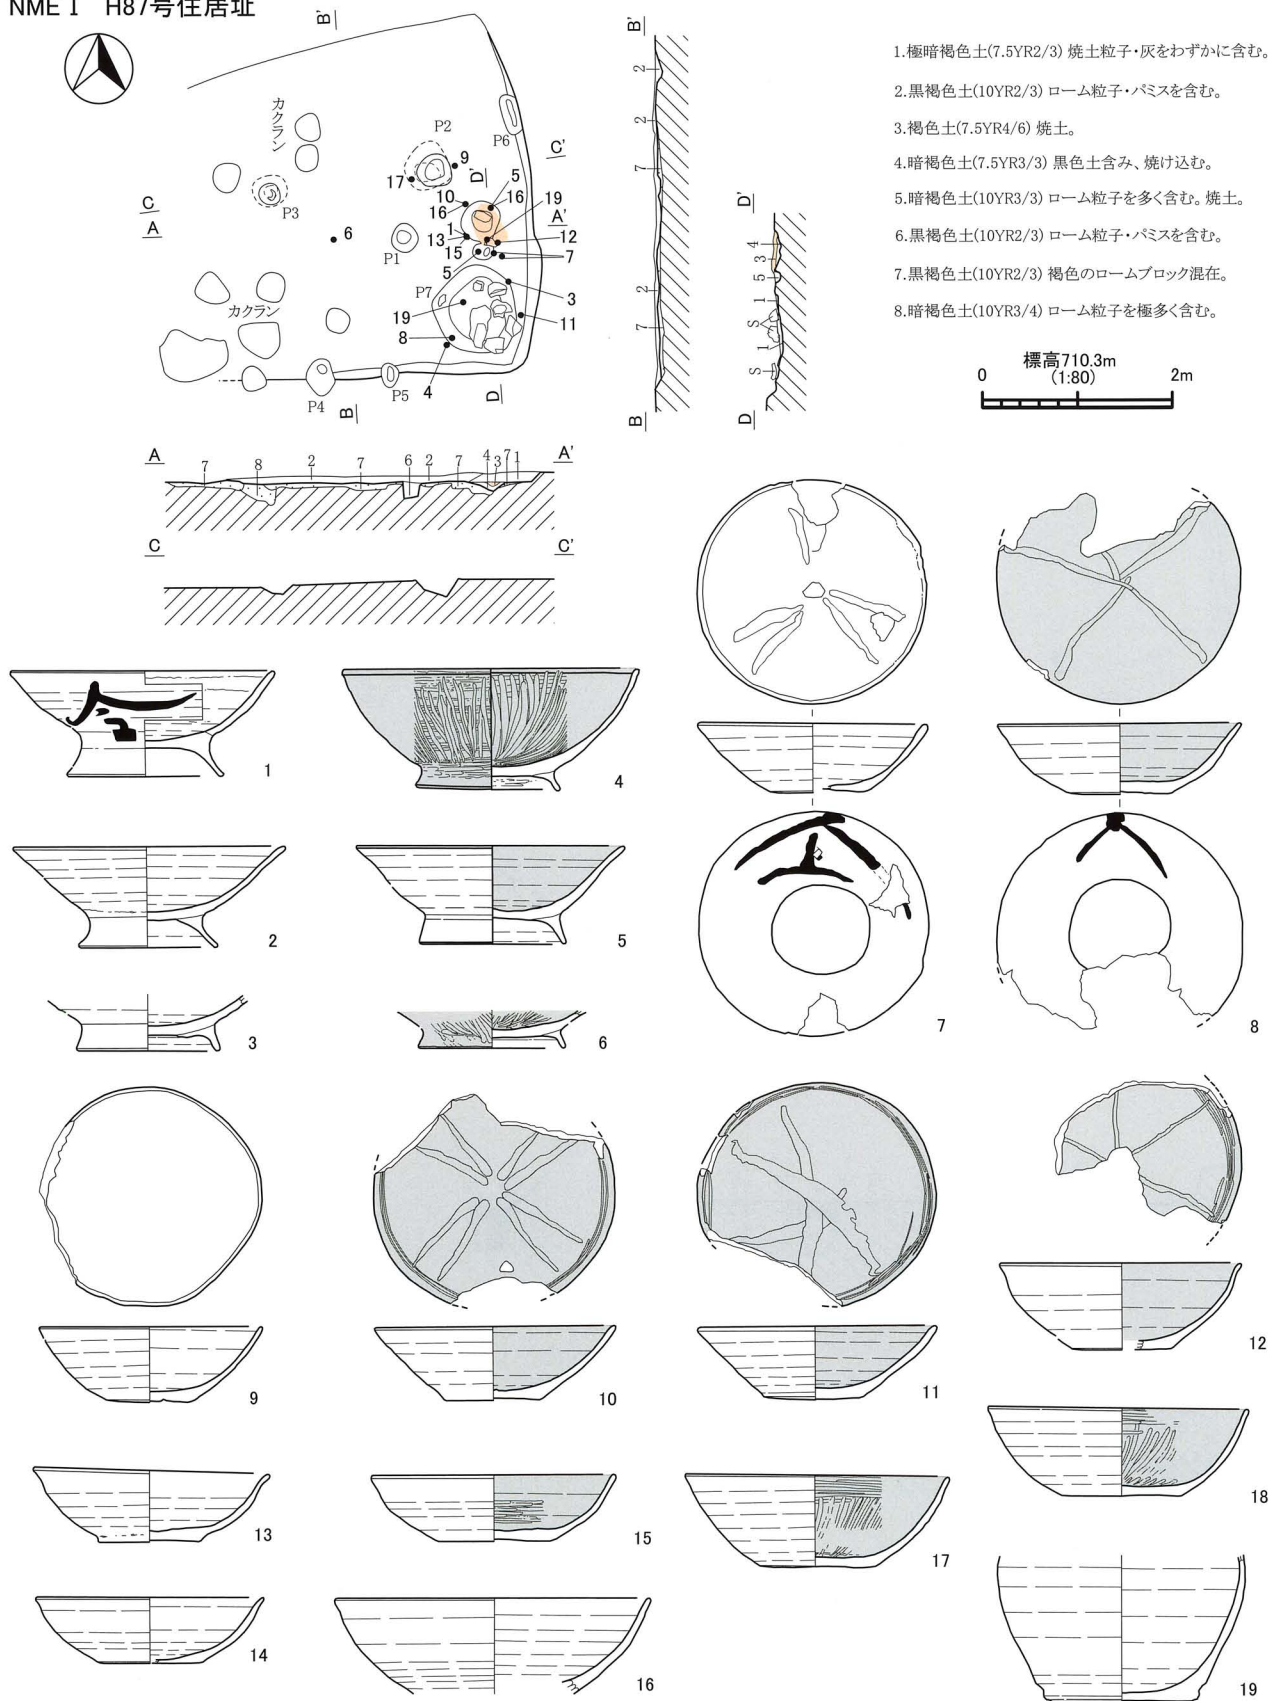 NME I H87号住居址
B'
B'
1.極暗褐色土(7.5YR2/3) 焼土粒子・灰をわずかに含む。
2.黒褐色土(10YR2/3) ローム粒子・パミスを含む。
3.褐色土(7.5YR4/6) 焼土。
4.暗褐色土(7.5YR3/3) 黒色土含み、焼け込む。
5.暗褐色土(10YR3/3) ローム粒子を多く含む。焼土。
6.黒褐色土(10YR2/3) ローム粒子・パミスを含む。
7.黒褐色土(10YR2/3) 褐色のロームブロック混在。
8.暗褐色土(10YR3/4) ローム粒子を極多く含む。
標高710.3m
(1:80)
0 2m
カクラン
P2
P6
C'
9
D'
5
17
10
16
16
19
A'
P3
C
A
6
P1
1
13
15
12
7
5
P7
3
カクラン
19
11
8
4
P4
P5
B
D
2
2
7
2
7
B
D'
4
3
5
1
S
1
S
D
A
7 8 2 7 6 2 7 4 3 7 1
A'
C
C'
1
4
2
5
3
6
7
8
9
10
11
12
13
15
17
18
14
16
19